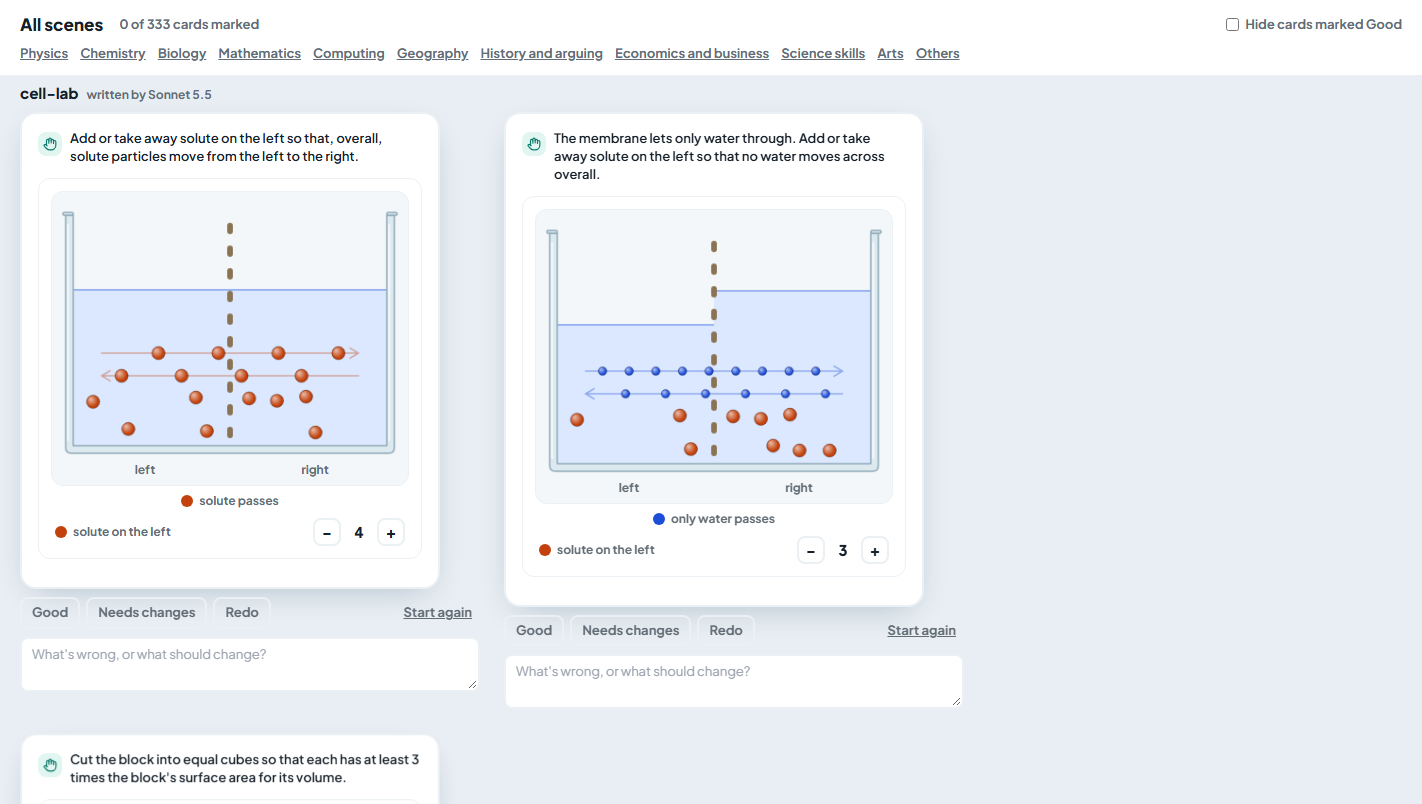 All scenes 0 of 333 cards marked
Hide cards marked Good
Physics Chemistry Biology Mathematics Computing Geography History and arguing Economics and business Science skills Arts Others
cell-lab written by Sonnet 5.5
Add or take away solute on the left so that, overall,
solute particles move from the left to the right.
left right
solute passes
solute on the left − 4 +
Good Needs changes Redo Start again
What's wrong, or what should change?
The membrane lets only water through. Add or take
away solute on the left so that no water moves across
overall.
left right
only water passes
solute on the left − 3 +
Good Needs changes Redo Start again
What's wrong, or what should change?
Cut the block into equal cubes so that each has at least 3
times the block's surface area for its volume.